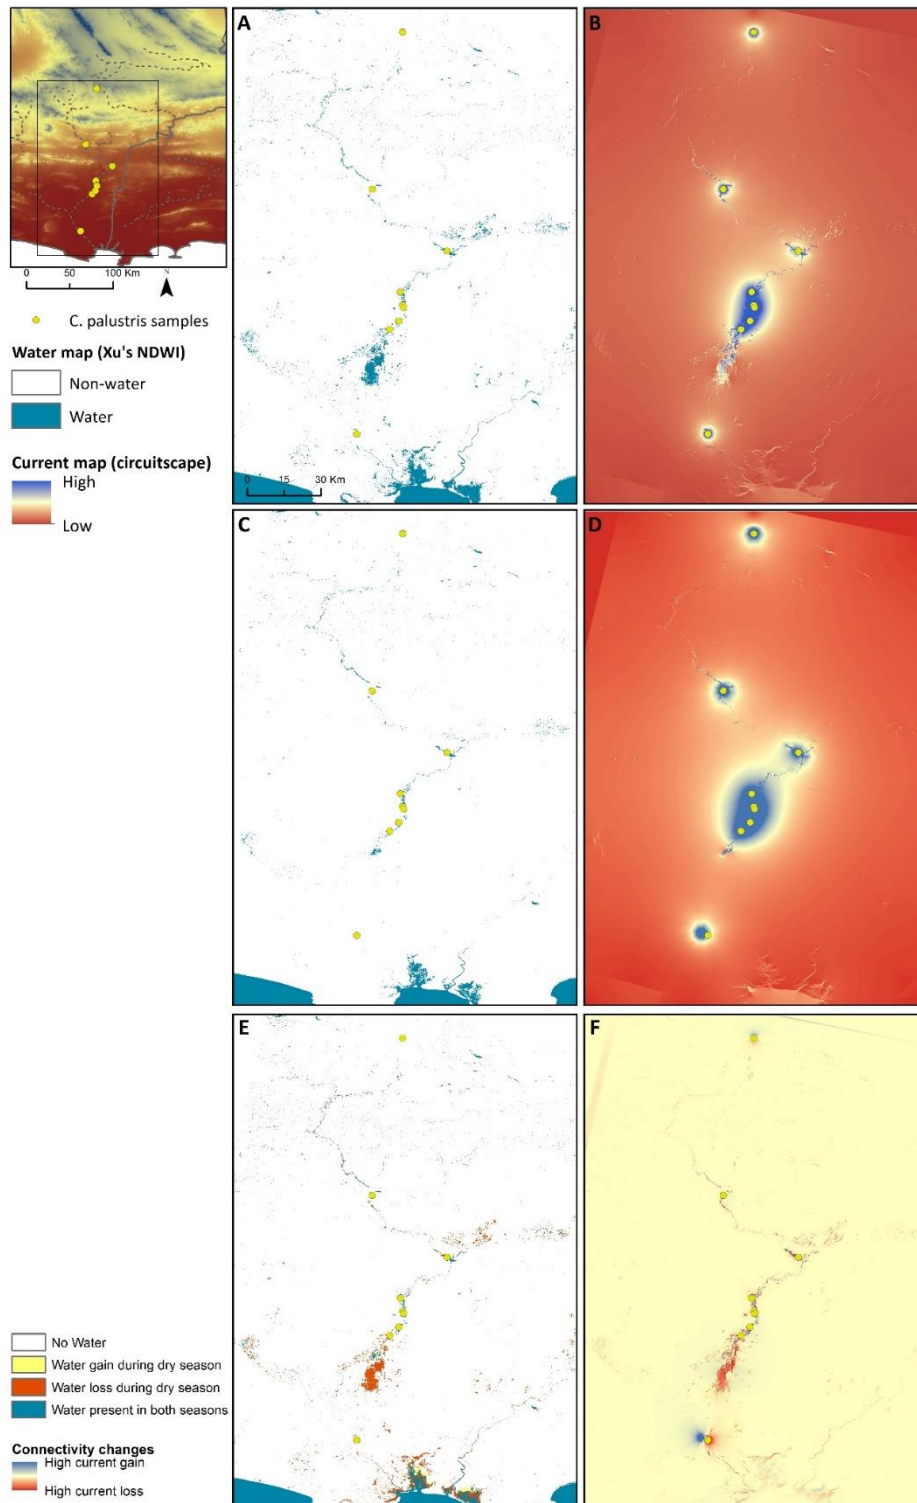 A
B
0 50 100 Km
N
C. palustris samples
Water map (Xu's NDWI)
Non-water
Water
Current map (circuitscape)
High
Low
0 15 30 Km
C
D
E
F
No Water
Water gain during dry season
Water loss during dry season
Water present in both seasons
Connectivity changes
High current gain
High current loss